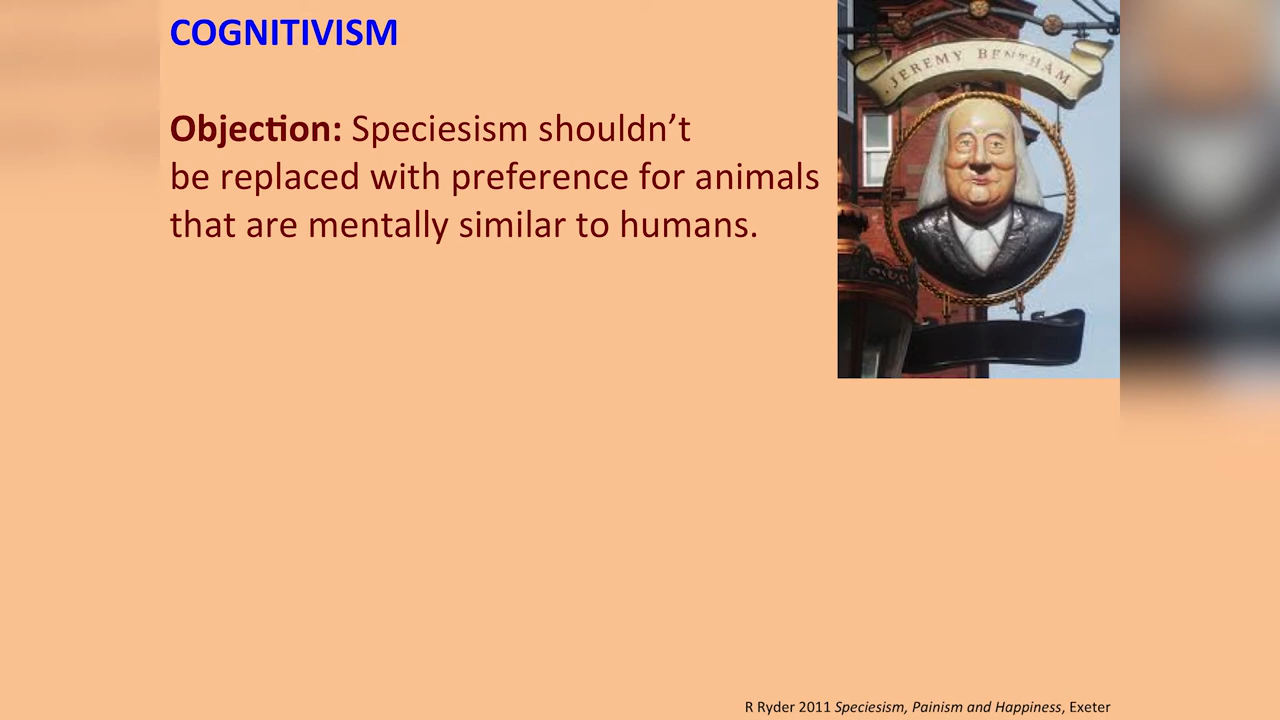 COGNITIVISM
Objection: Speciesism shouldn’t
be replaced with preference for animals
that are mentally similar to humans.
JEREMY BENTHAM
R Ryder 2011 Speciesism, Painism and Happiness, Exeter